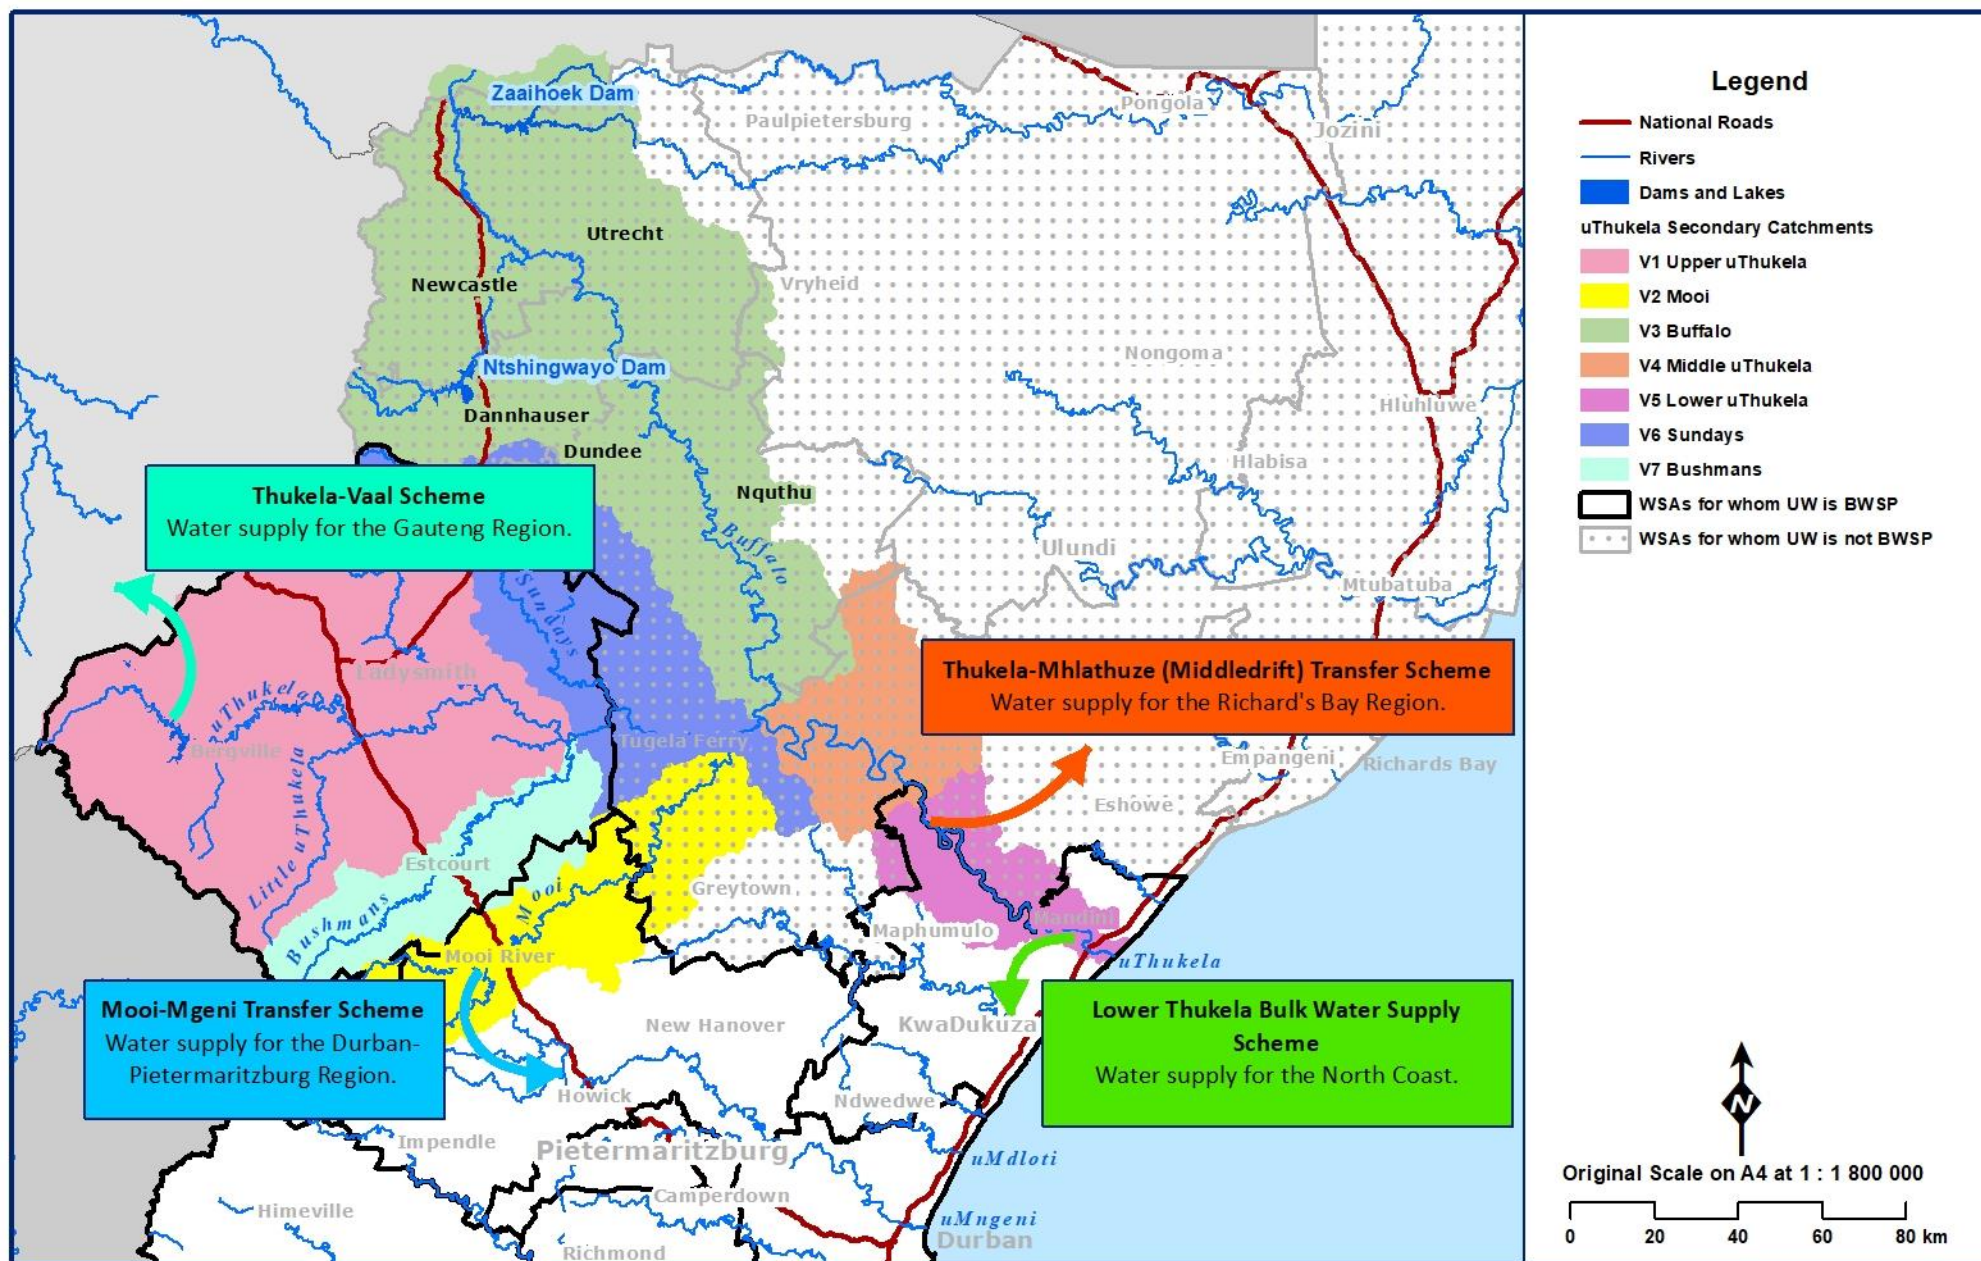 Zaaihoek Dam
Paulpietersburg
Pongola
Jozini
Utrecht
Newcastle
Vryheid
Ntshingwayo Dam
Nongoma
Dannhauser
Hluhluwe
Dundee
Hlabisa
Nquthu
Buffalo
Ulundi
Mtubatuba
Thukela-Vaal Scheme
Water supply for the Gauteng Region.
Sundays
Ladysmith
uThukela
Bergville
Little uThukela
Tugela Ferry
Thukela-Mhlathuze (Middledrift) Transfer Scheme
Water supply for the Richard's Bay Region.
Empangeni
Richards Bay
Eshowe
Estcourt
Bushmans
Mooi
Greytown
Mandini
Maphumulo
Mooi River
uThukela
Mooi-Mgeni Transfer Scheme
Water supply for the Durban-
Pietermaritzburg Region.
New Hanover
KwaDukuza
Lower Thukela Bulk Water Supply
Scheme
Water supply for the North Coast.
Howick
Ndwedwe
Impendle
Pietermaritzburg
uMdloti
Camperdown
Himeville
uMngeni
Durban
Richmond
Legend
National Roads
Rivers
Dams and Lakes
uThukela Secondary Catchments
V1 Upper uThukela
V2 Mooi
V3 Buffalo
V4 Middle uThukela
V5 Lower uThukela
V6 Sundays
V7 Bushmans
WSAs for whom UW is BWSP
WSAs for whom UW is not BWSP
N
Original Scale on A4 at 1 : 1 800 000
0 20 40 60 80 km